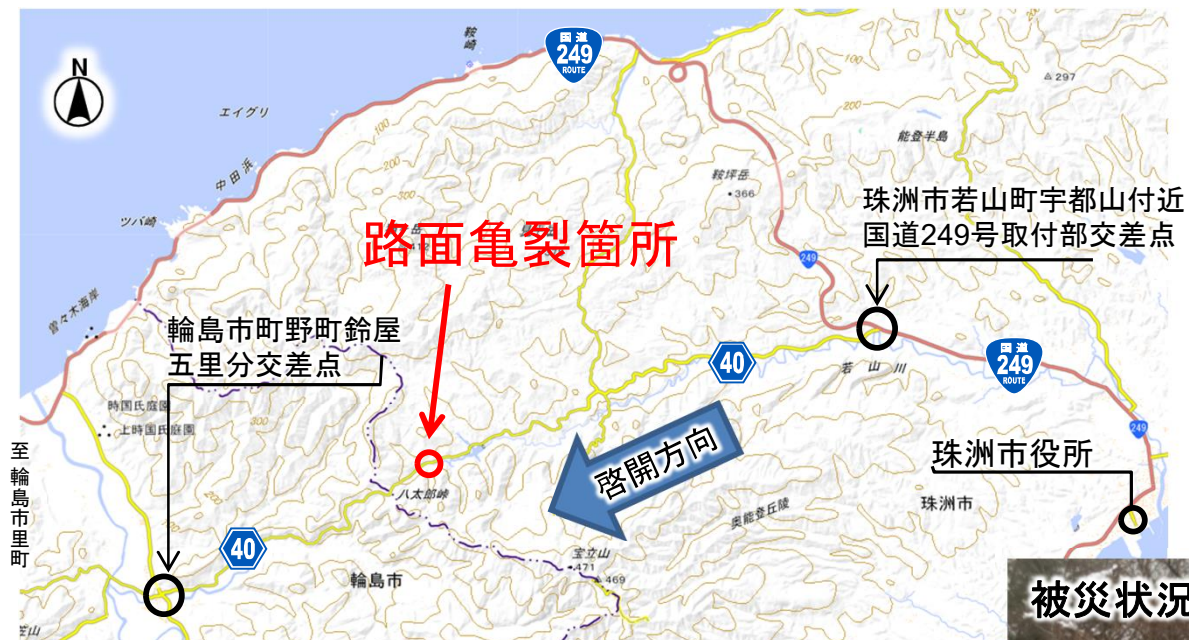 鞍崎
国道
249
ROUTE
N
100
297
エイグリ
200
100
能登半島
中田浜
200
鞍坪岳
366
300
珠洲市若山町宇都山付近
国道249号取付部交差点
ツバ崎
路面亀裂箇所
249
曽々木海岸
輪島市町野町鈴屋
五里分交差点
40
若山川
国道
249
ROUTE
時国氏庭園
上時国氏庭園
300
249
至輪島市里町
啓開方向
珠洲市役所
八太郎峠
200
奥能登丘陵
珠洲市
40
宝立山
471
469
輪島市
被災状況